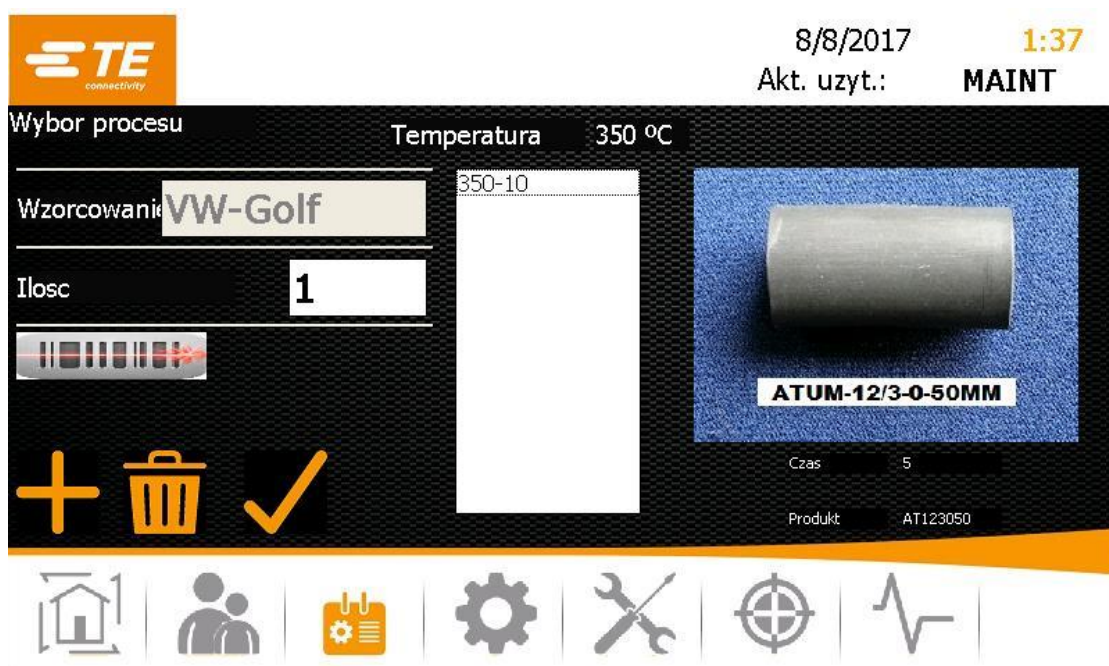 TE
connectivity
8/8/2017 1:37
Akt. uzyt.: MAINT
Wybor procesu
Temperatura 350 ºC
350-10
Wzorcowani VW-Golf
Ilosc 1
ATUM-12/3-0-50MM
Czas 5
Produkt AT123050